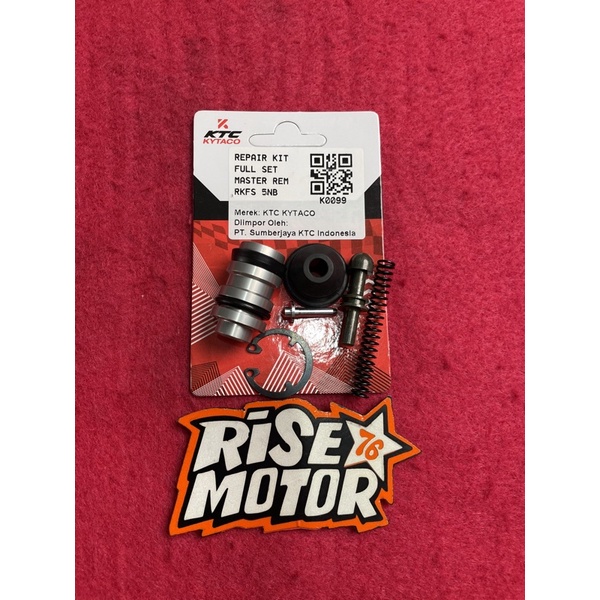 KTC
KYTACO
REPAIR KIT
FULL SET
MASTER REM
RKFS 5NB
K0099
Merek: KTC KYTACO
Diimpor Oleh:
PT. Sumberjaya KTC Indonesia
RiSE 76
MOTOR